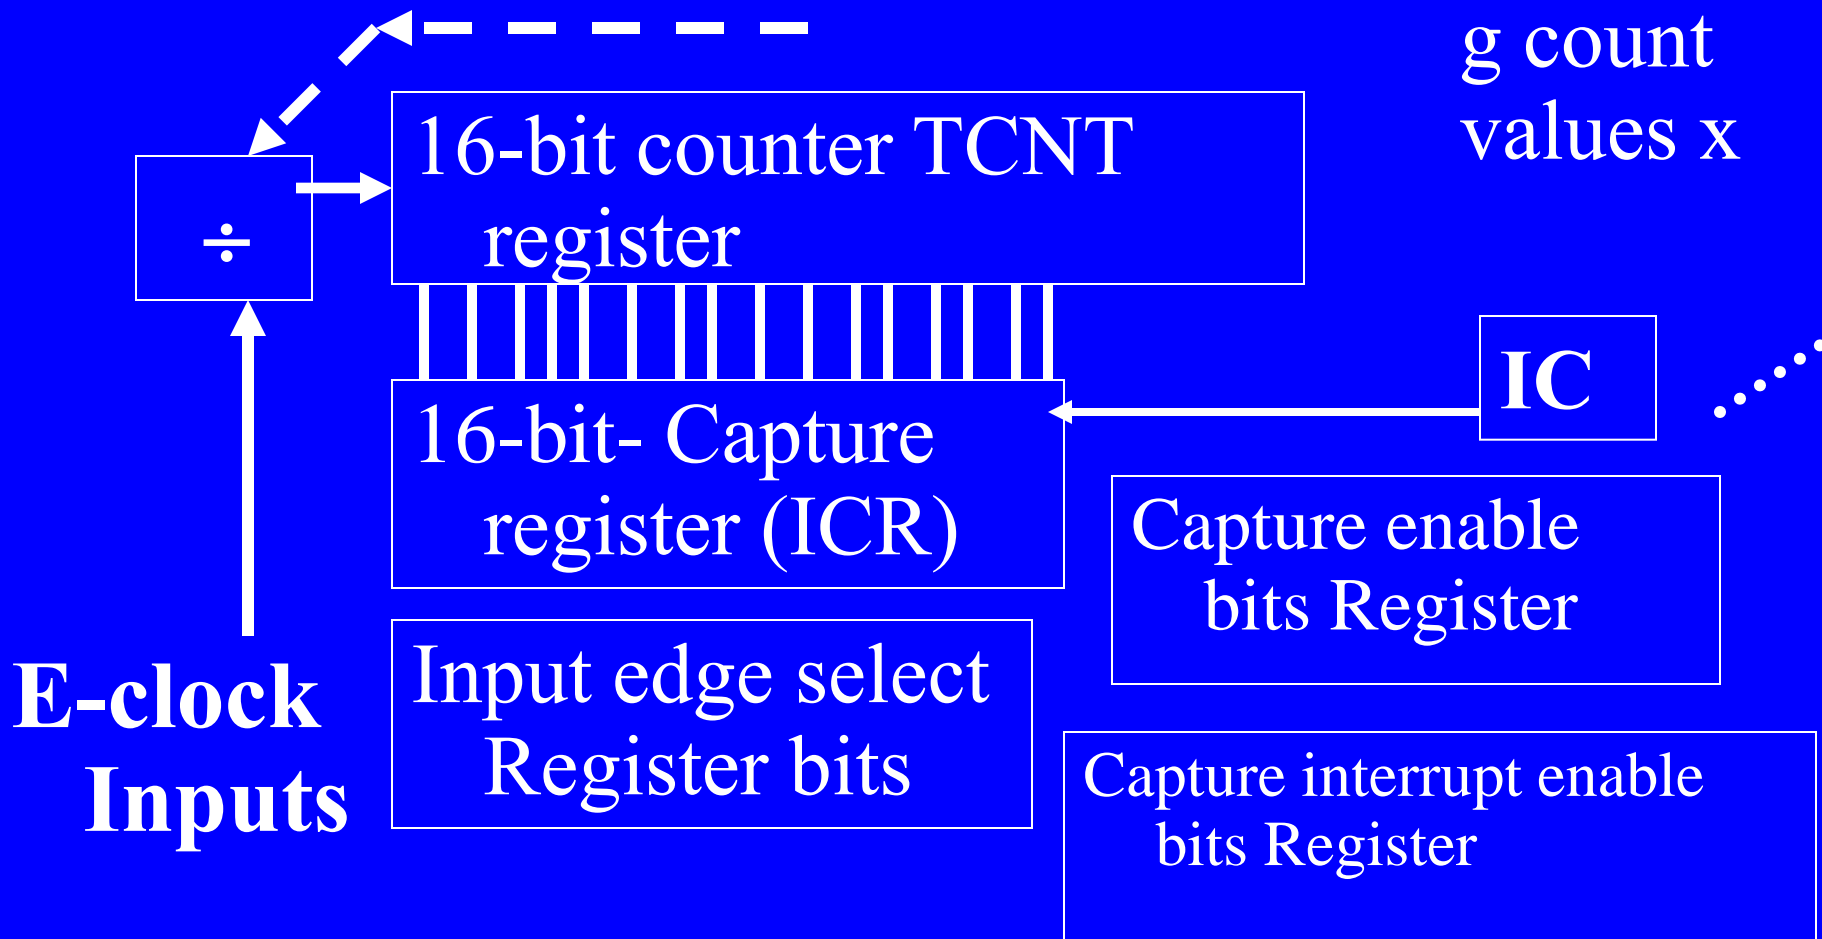 g count
values x
16-bit counter TCNT
register
÷
IC
16-bit- Capture
register (ICR)
Capture enable
bits Register
E-clock
Inputs
Input edge select
Register bits
Capture interrupt enable
bits Register